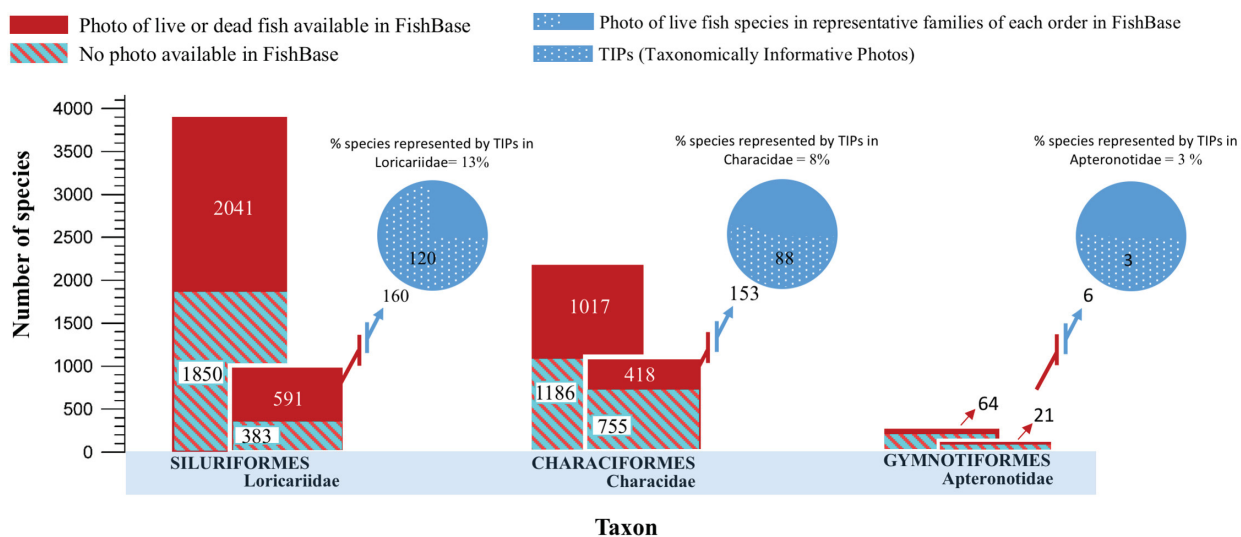 Photo of live or dead fish available in FishBase
No photo available in FishBase
Photo of live fish species in representative families of each order in FishBase
TIPs (Taxonomically Informative Photos)
Number of species
4000
3500
3000
2500
2000
1500
1000
500
0
2041
1850
591
383
% species represented by TIPs in
Loricariidae= 13%
120
160
1017
1186
418
755
% species represented by TIPs in
Characidae = 8%
88
153
64
21
% species represented by TIPs in
Apteronotidae = 3 %
3
6
SILURIFORMES
Loricariidae
CHARACIFORMES
Characidae
GYMNOTIFORMES
Apteronotidae
Taxon